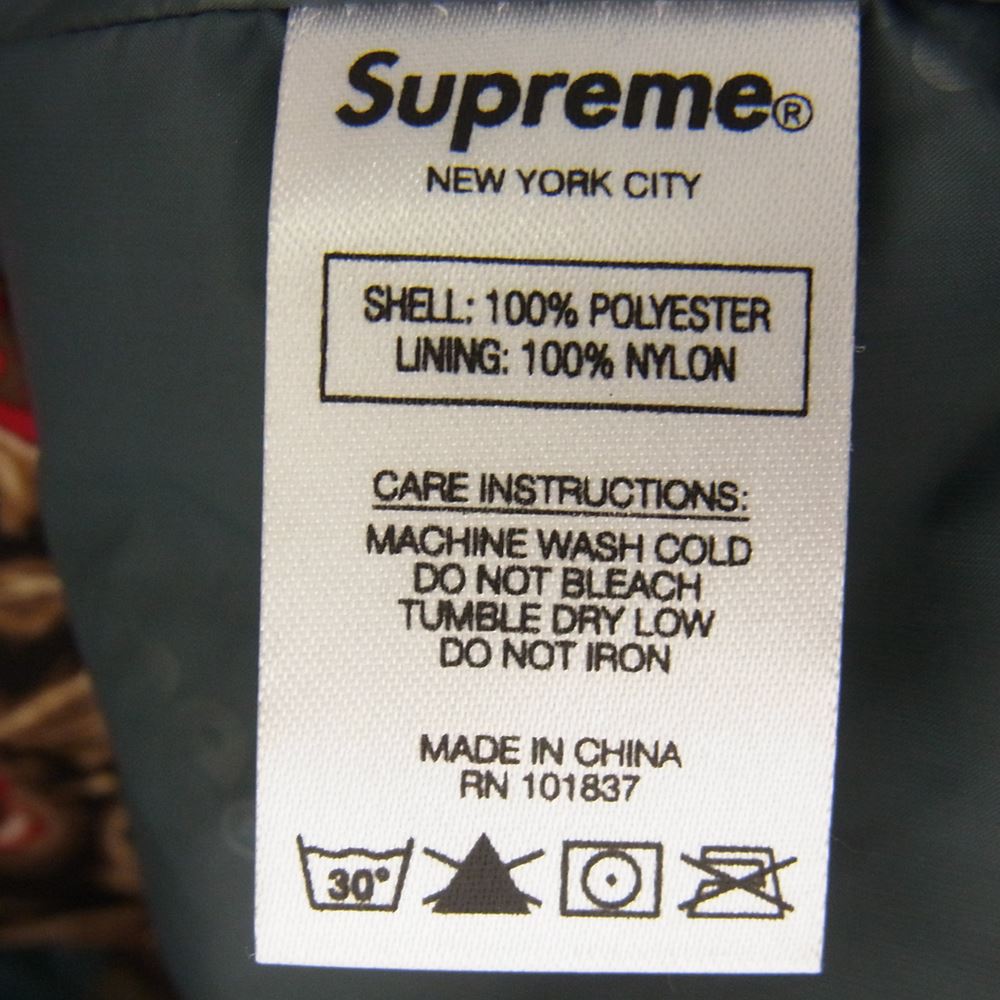 Supreme®
NEW YORK CITY
SHELL: 100% POLYESTER
LINING: 100% NYLON
CARE INSTRUCTIONS:
MACHINE WASH COLD
DO NOT BLEACH
TUMBLE DRY LOW
DO NOT IRON
MADE IN CHINA
RN 101837
30°